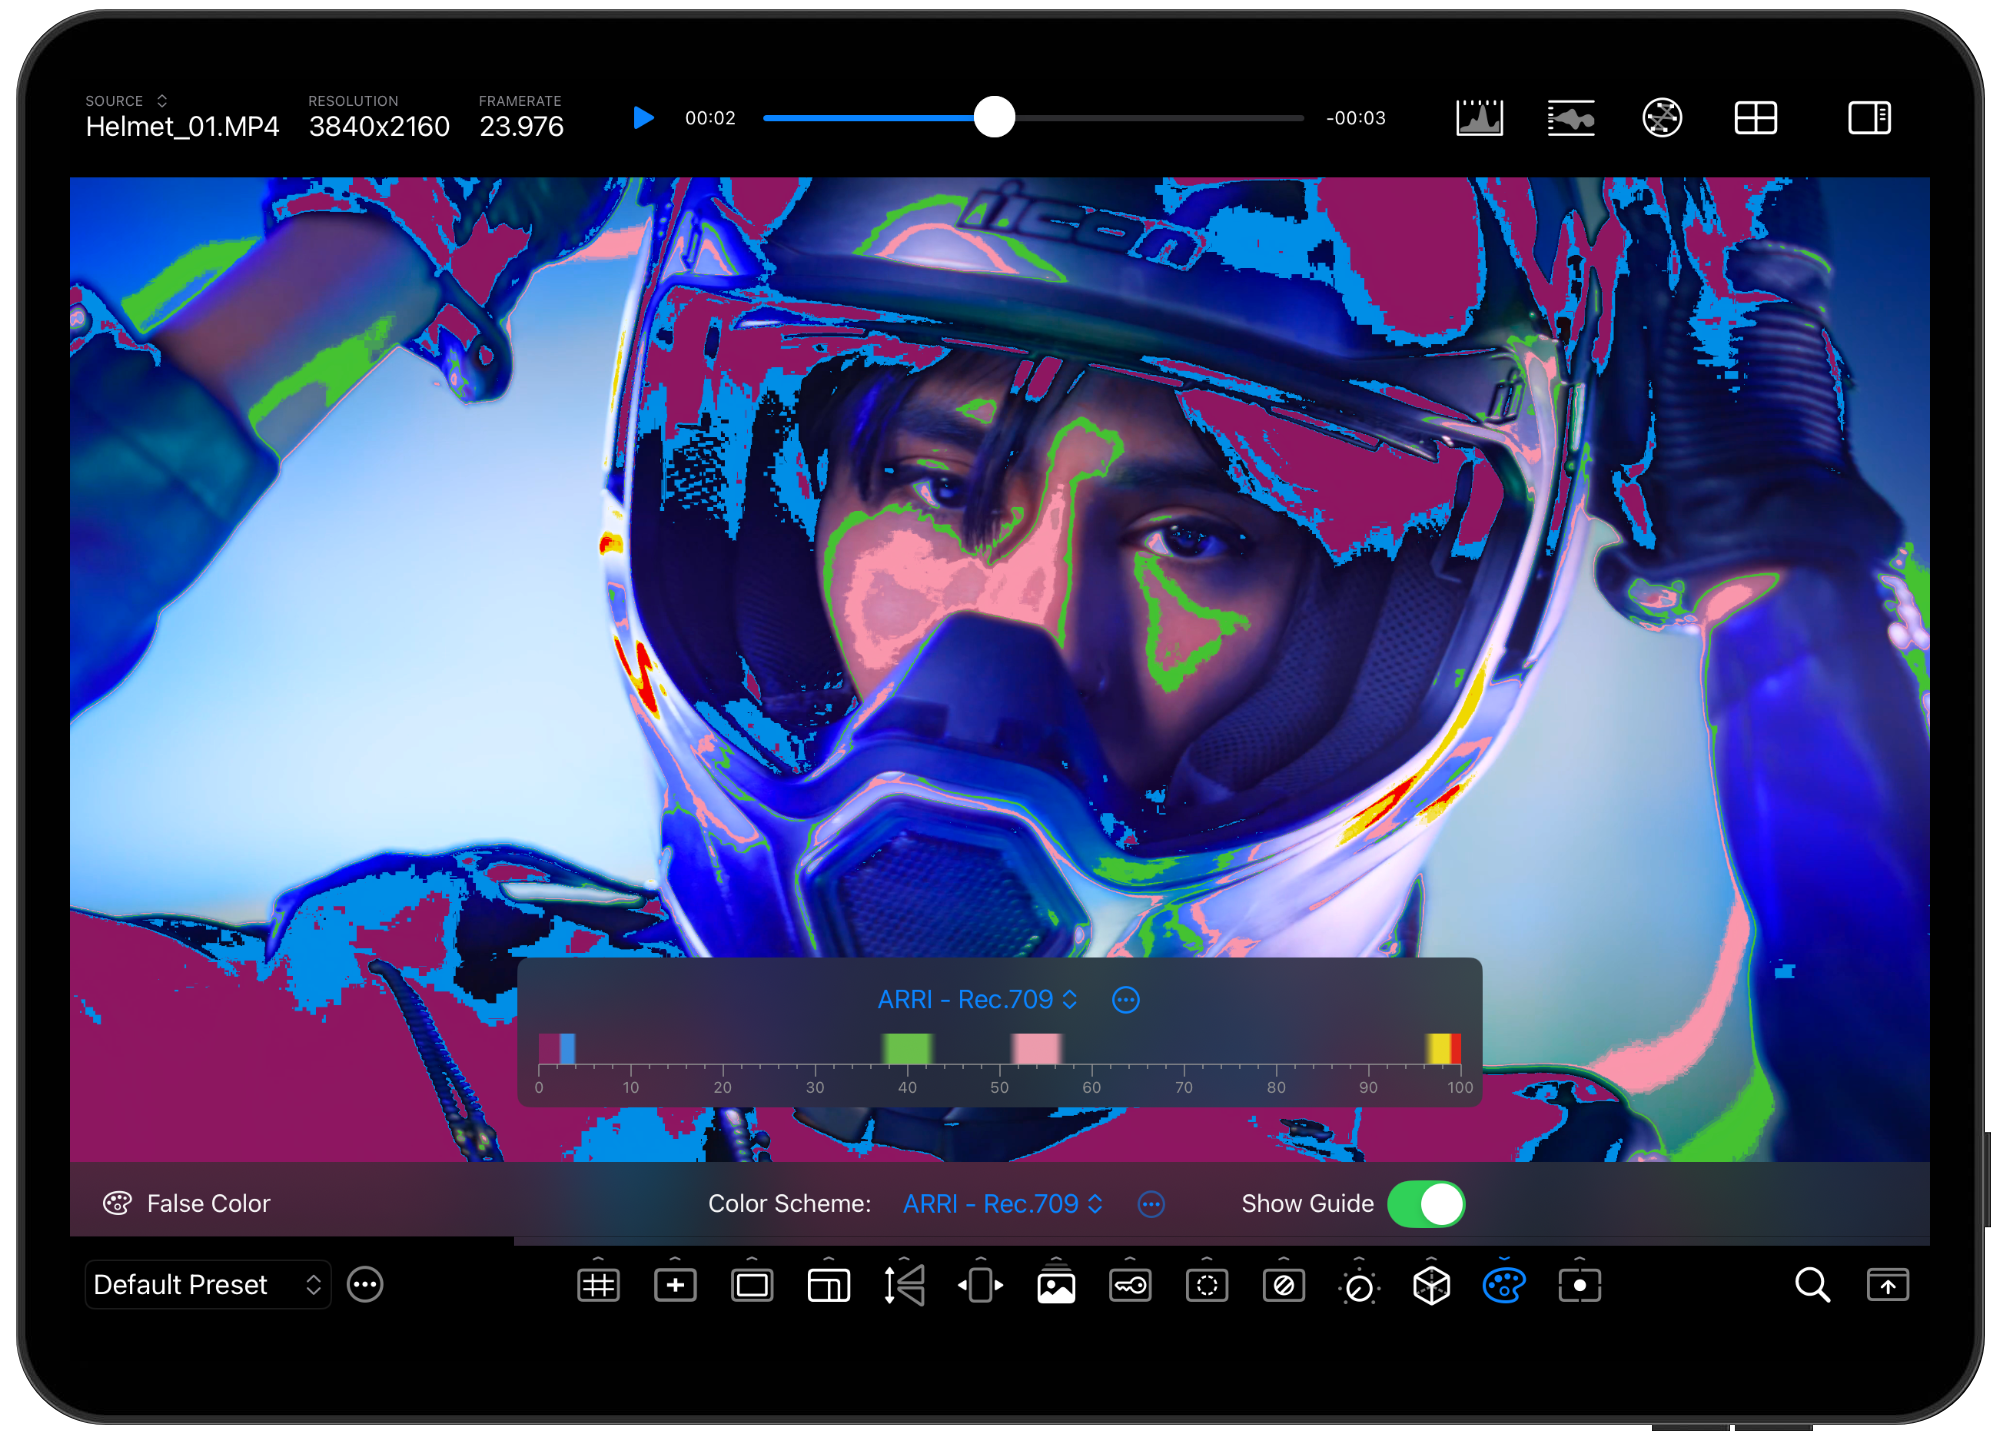 SOURCE RESOLUTION FRAMERATE
Helmet_01.MP4 3840x2160 23.976
00:02 -00:03
icon
ARRI - Rec.709
0 10 20 30 40 50 60 70 80 90 100
False Color Color Scheme: ARRI - Rec.709 Show Guide
Default Preset